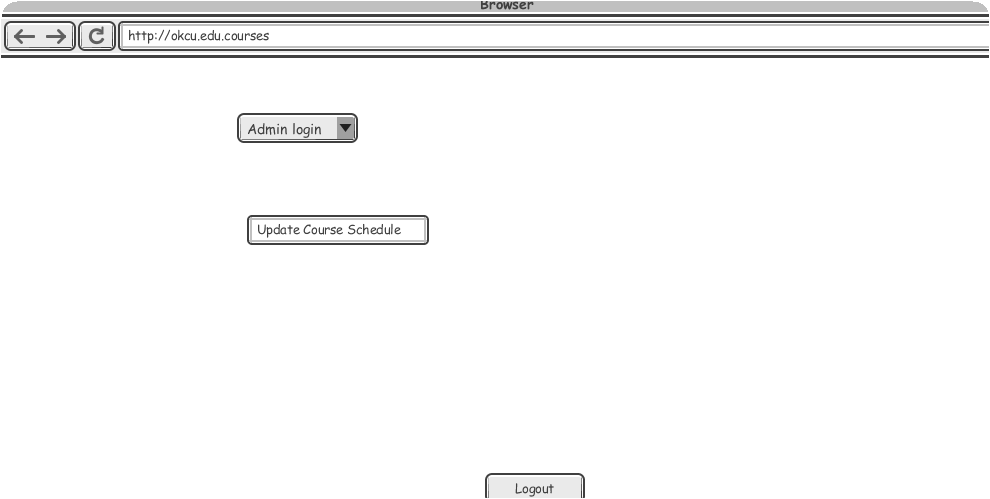 Browser
http://okcu.edu.courses
Admin login
Update Course Schedule
Logout